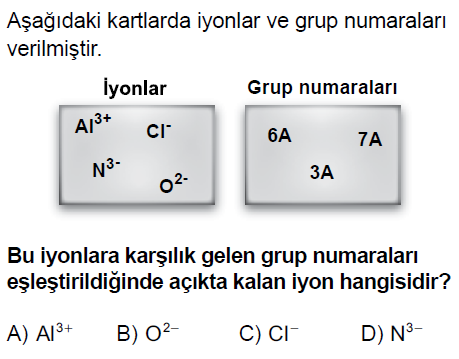 Aşağıdaki kartlarda iyonlar ve grup numaraları
verilmiştir.
İyonlar
Grup numaraları
Al³⁺
Cl⁻
N³⁻
O²⁻
6A
7A
3A
Bu iyonlara karşılık gelen grup numaraları
eşleştirildiğinde açıkta kalan iyon hangisidir?
A) Al³⁺ B) O²⁻ C) Cl⁻ D) N³⁻